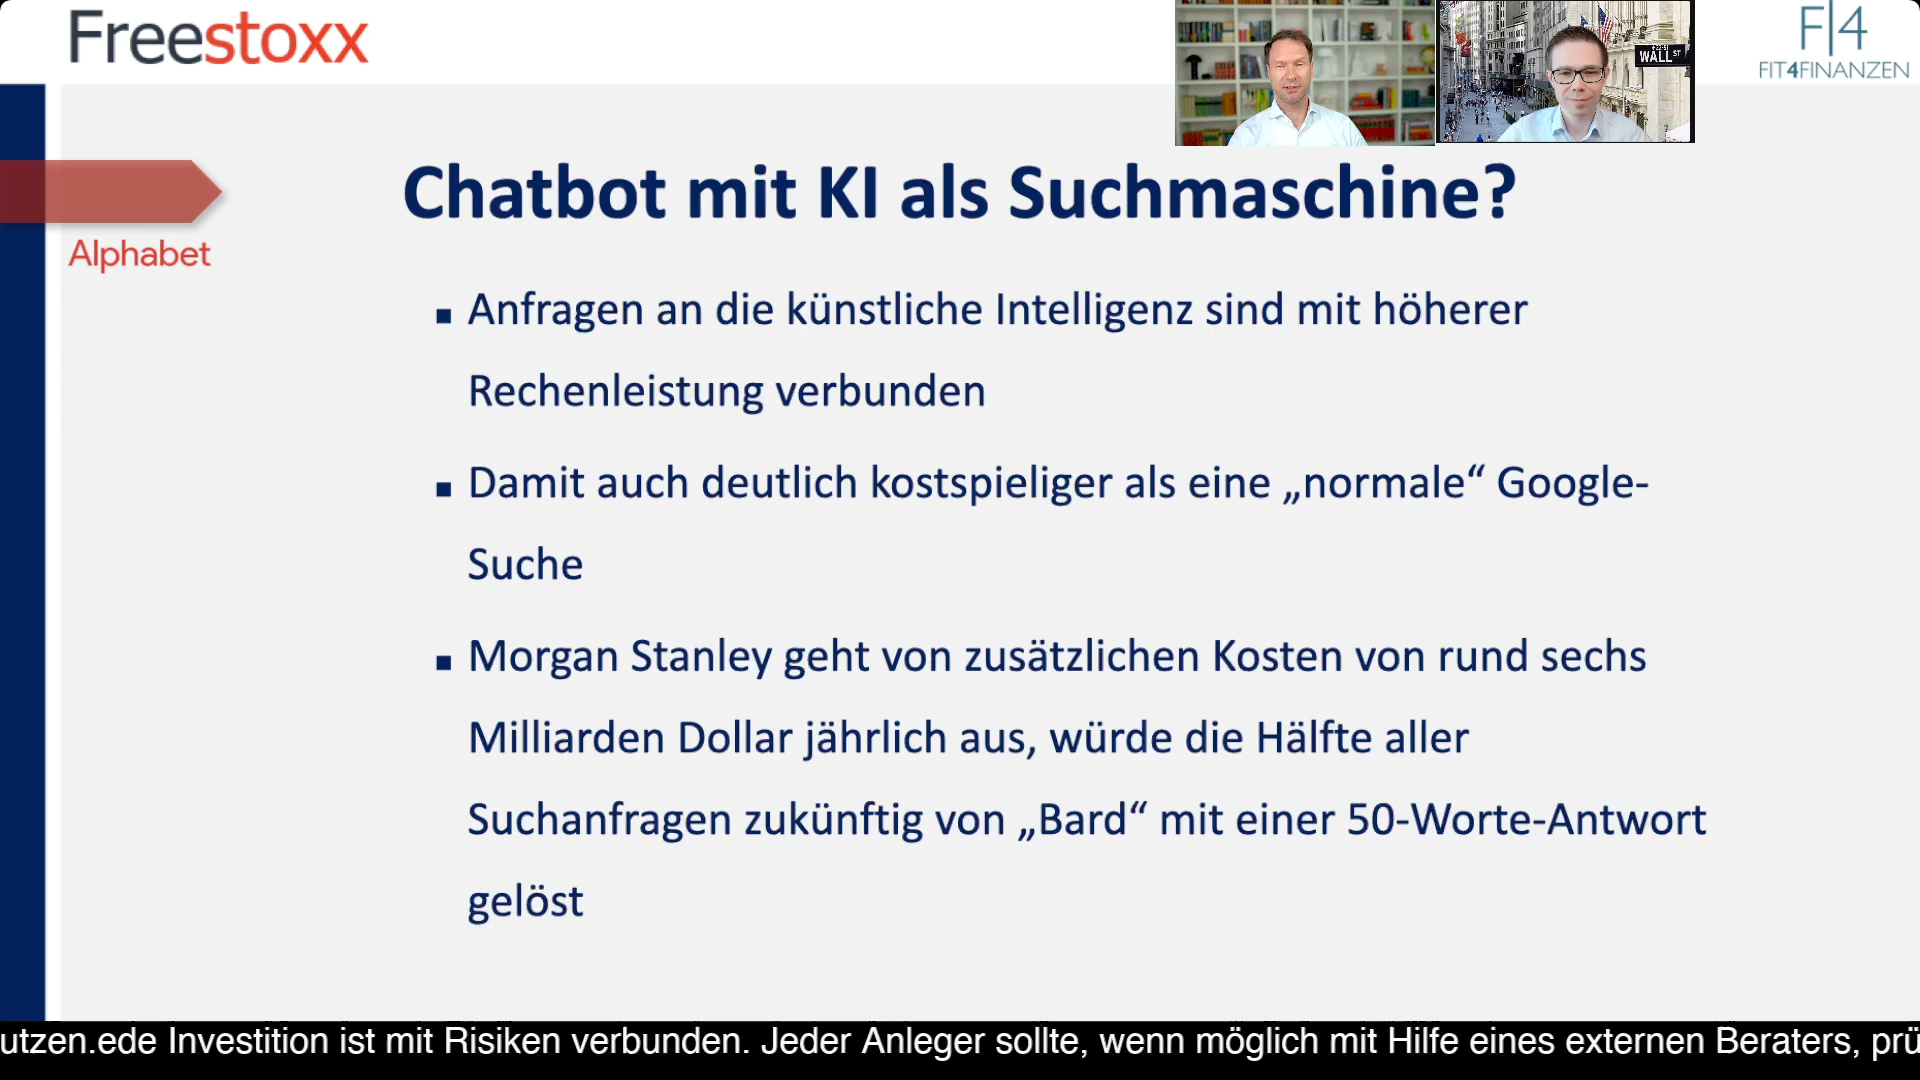 Freestoxx
WALL ST
F|4
FIT4FINANZEN
Chatbot mit KI als Suchmaschine?
Alphabet
▪ Anfragen an die künstliche Intelligenz sind mit höherer
Rechenleistung verbunden
▪ Damit auch deutlich kostspieliger als eine „normale“ Google-
Suche
▪ Morgan Stanley geht von zusätzlichen Kosten von rund sechs
Milliarden Dollar jährlich aus, würde die Hälfte aller
Suchanfragen zukünftig von „Bard“ mit einer 50-Worte-Antwort
gelöst
utzen.ede Investition ist mit Risiken verbunden. Jeder Anleger sollte, wenn möglich mit Hilfe eines externen Beraters, prü